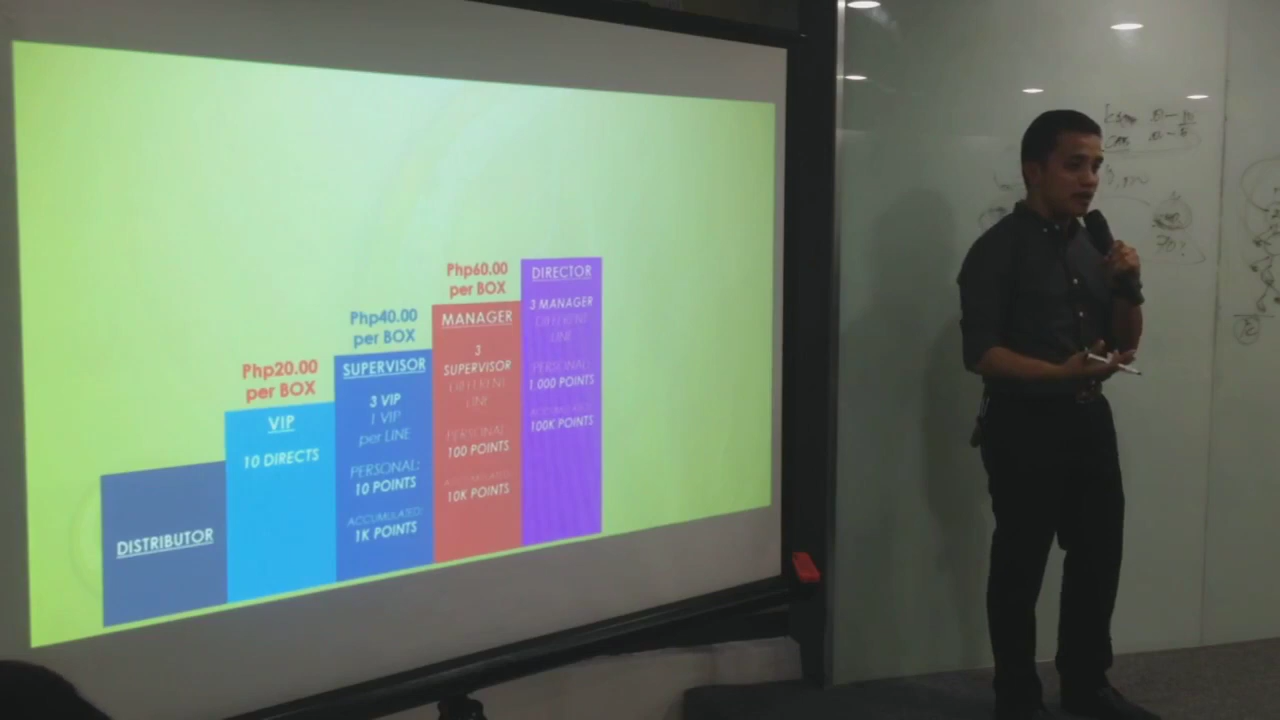 DISTRIBUTOR
Php20.00
per BOX
VIP
10 DIRECTS
Php40.00
per BOX
SUPERVISOR
3 VIP
1 VIP
per LINE
PERSONAL:
10 POINTS
ACCUMULATED:
1K POINTS
Php60.00
per BOX
MANAGER
3
SUPERVISOR
DIFFERENT
LINE
PERSONAL:
100 POINTS
ACCUMULATED:
10K POINTS
DIRECTOR
3 MANAGER
DIFFERENT
LINE
PERSONAL:
1,000 POINTS
ACCUMULATED:
100K POINTS